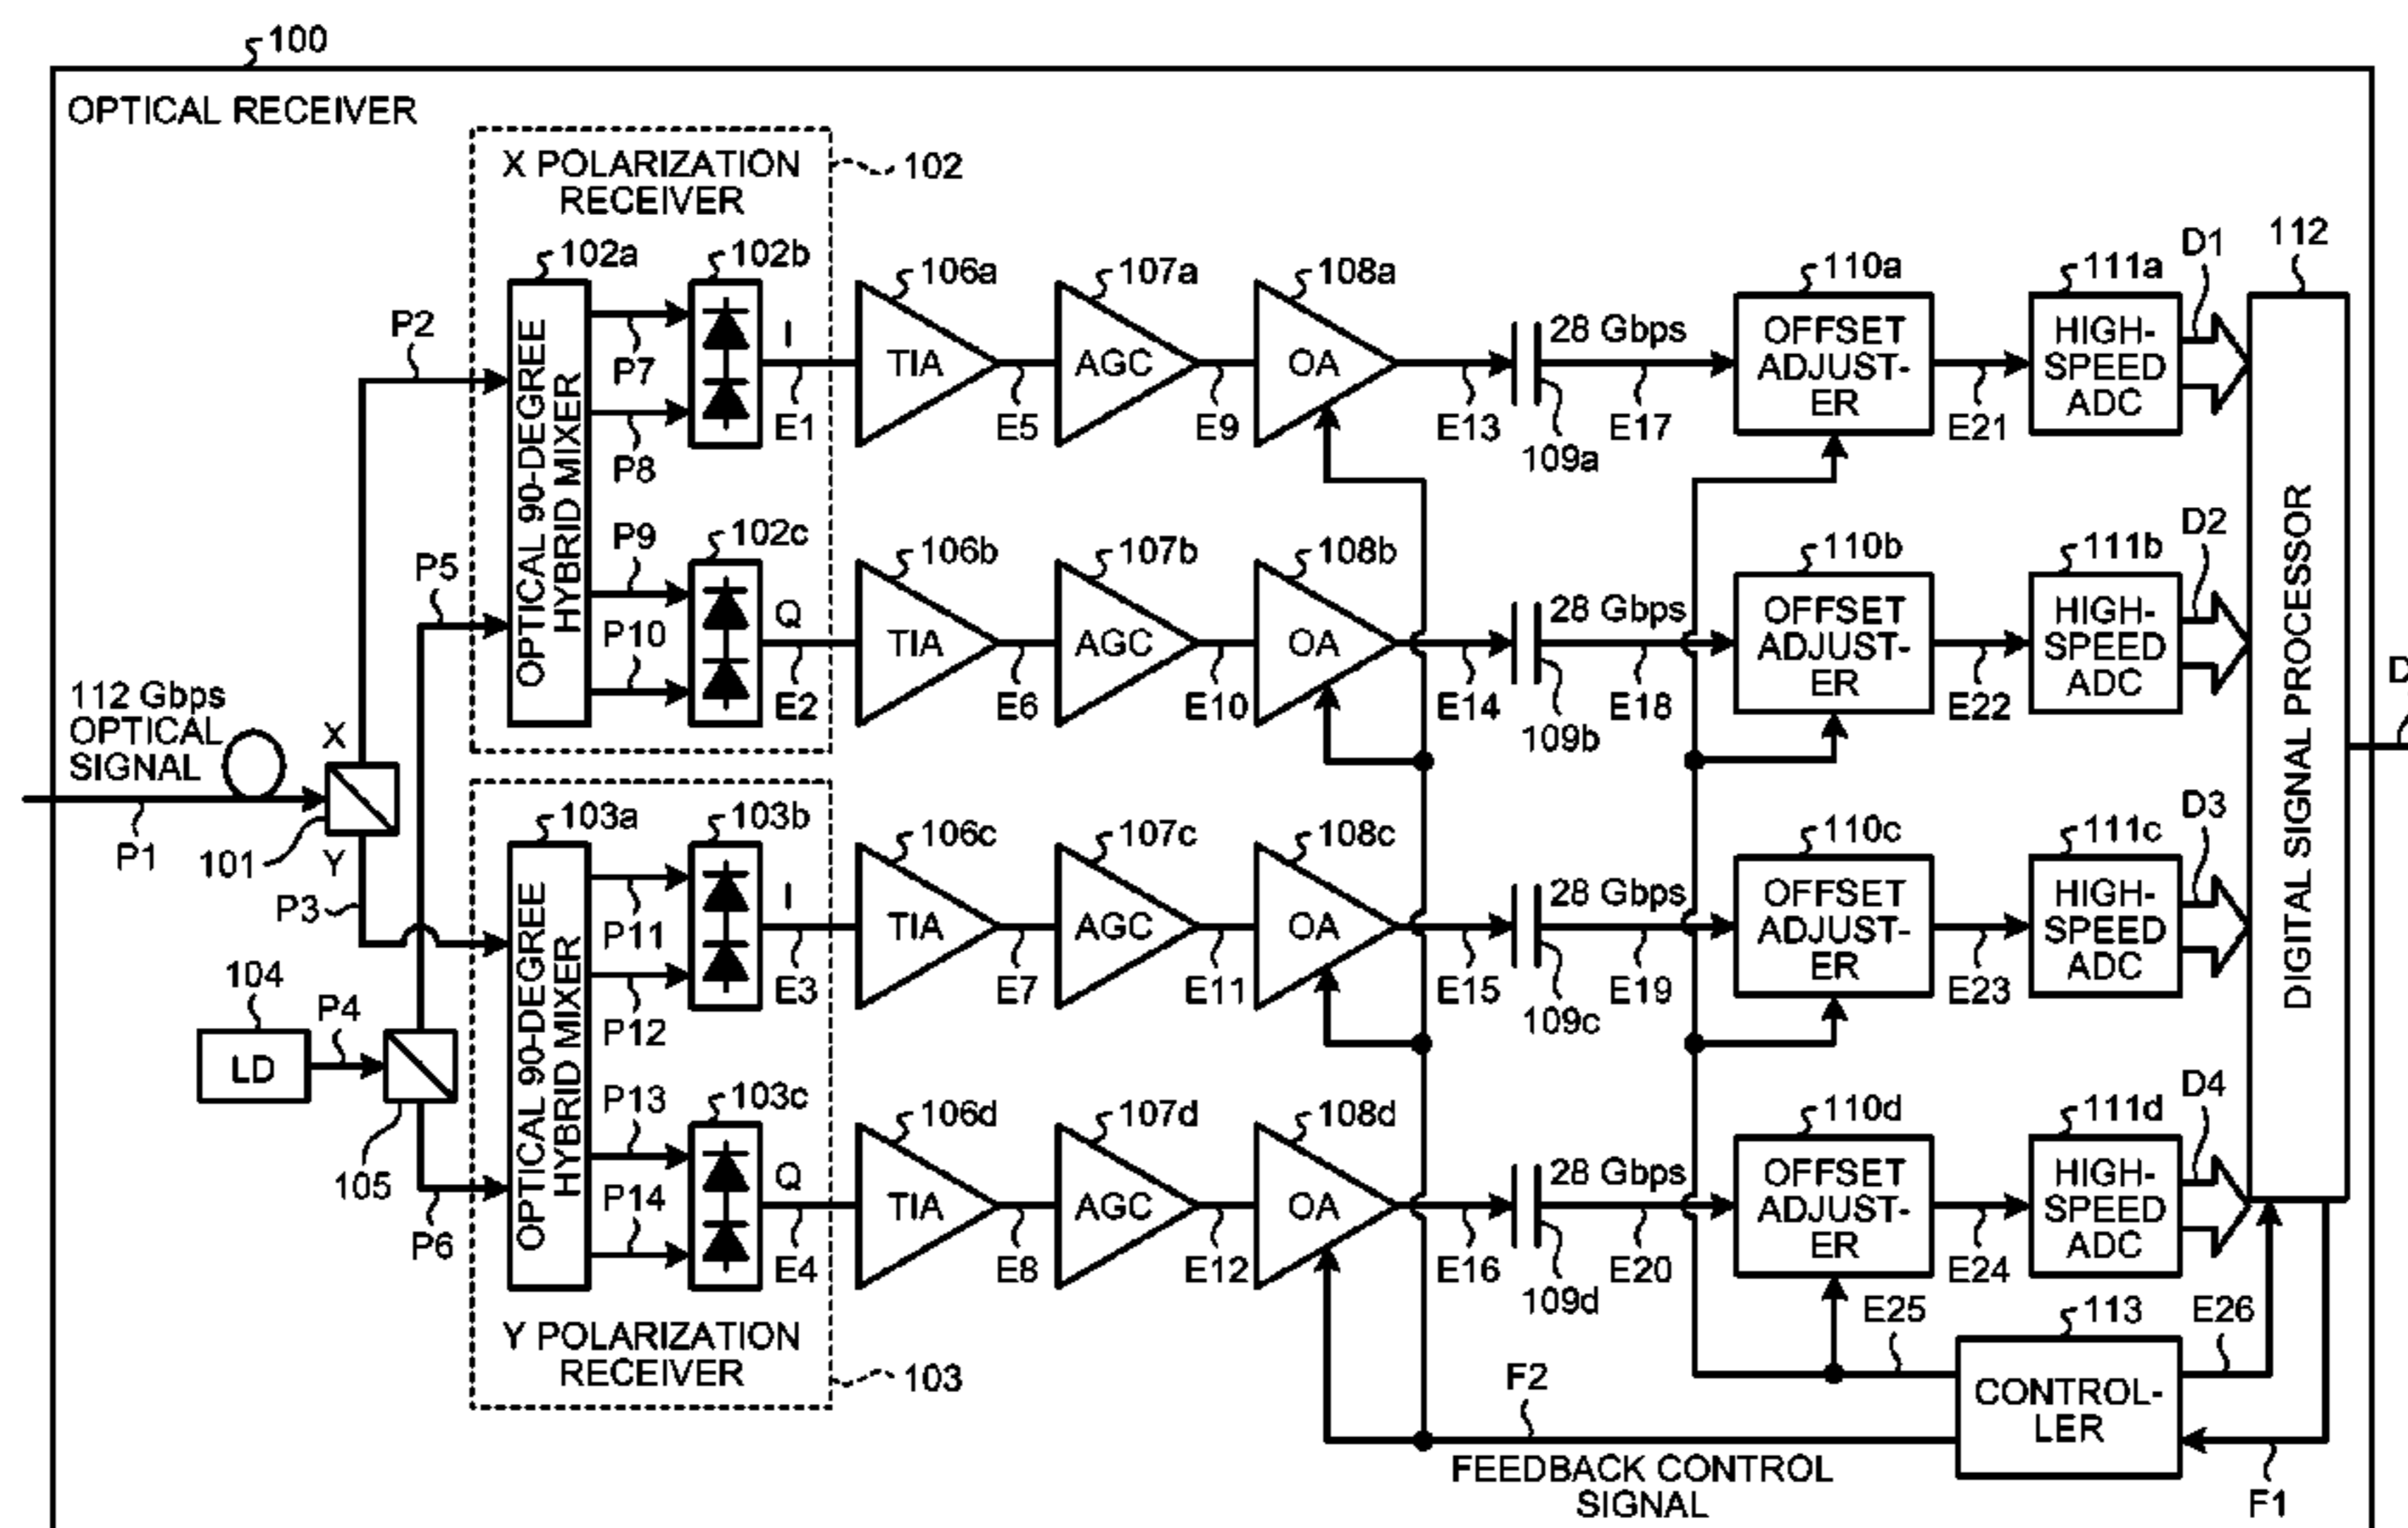 100
OPTICAL RECEIVER
X POLARIZATION
RECEIVER
102
102a
102b
106a
107a
108a
110a
111a
D1
112
P2
OPTICAL 90-DEGREE
HYBRID MIXER
P7
P8
I
E1
TIA
E5
AGC
E9
OA
E13
28 Gbps
109a
E17
OFFSET
ADJUST-
ER
E21
HIGH-
SPEED
ADC
DIGITAL SIGNAL PROCESSOR
P5
P9
P10
102c
Q
E2
106b
TIA
E6
107b
AGC
E10
108b
OA
E14
28 Gbps
109b
E18
110b
OFFSET
ADJUST-
ER
E22
111b
HIGH-
SPEED
ADC
D2
D
112 Gbps
OPTICAL
SIGNAL
P1
X
101
Y
P3
103a
OPTICAL 90-DEGREE
HYBRID MIXER
P11
P12
103b
I
E3
106c
TIA
E7
107c
AGC
E11
108c
OA
E15
28 Gbps
109c
E19
110c
OFFSET
ADJUST-
ER
E23
111c
HIGH-
SPEED
ADC
D3
104
LD
P4
105
P6
P13
P14
103c
Q
E4
106d
TIA
E8
107d
AGC
E12
108d
OA
E16
28 Gbps
109d
E20
110d
OFFSET
ADJUST-
ER
E24
111d
HIGH-
SPEED
ADC
D4
Y POLARIZATION
RECEIVER
103
E25
113
E26
CONTROL-
LER
F2
FEEDBACK CONTROL
SIGNAL
F1